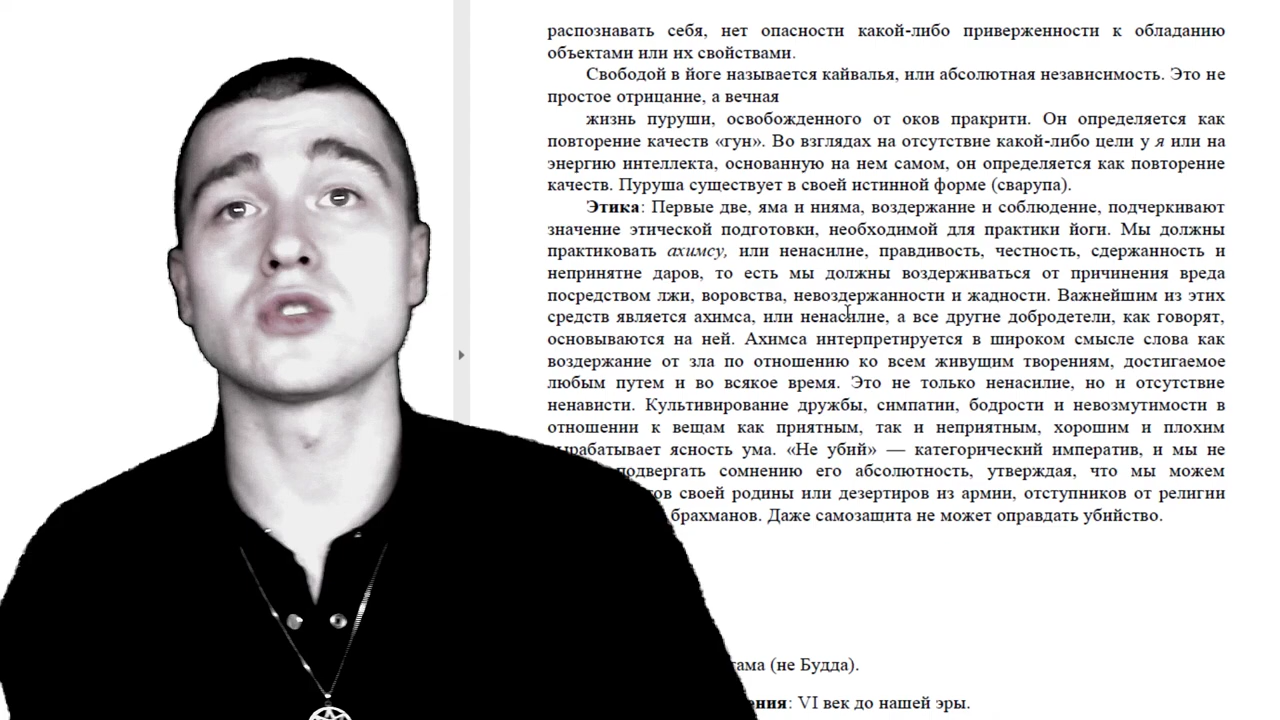 распознавать себя, нет опасности какой-либо приверженности к обладанию
объектами или их свойствами.
Свободой в йоге называется кайвалья, или абсолютная независимость. Это не
простое отрицание, а вечная
жизнь пуруши, освобожденного от оков пракрити. Он определяется как
повторение качеств «гун». Во взглядах на отсутствие какой-либо цели у я или на
энергию интеллекта, основанную на нем самом, он определяется как повторение
качеств. Пуруша существует в своей истинной форме (сварупа).
Этика: Первые две, яма и нияма, воздержание и соблюдение, подчеркивают
значение этической подготовки, необходимой для практики йоги. Мы должны
практиковать ахимсу, или ненасилие, правдивость, честность, сдержанность и
непринятие даров, то есть мы должны воздерживаться от причинения вреда
посредством лжи, воровства, невоздержанности и жадности. Важнейшим из этих
средств является ахимса, или ненасилие, а все другие добродетели, как говорят,
основываются на ней. Ахимса интерпретируется в широком смысле слова как
воздержание от зла по отношению ко всем живущим творениям, достигаемое
любым путем и во всякое время. Это не только ненасилие, но и отсутствие
ненависти. Культивирование дружбы, симпатии, бодрости и невозмутимости в
отношении к вещам как приятным, так и неприятным, хорошим и плохим
вырабатывает ясность ума. «Не убий» — категорический императив, и мы не
подвергать сомнению его абсолютность, утверждая, что мы можем
своей родины или дезертиров из армии, отступников от религии
брахманов. Даже самозащита не может оправдать убийство.
(не Будда).
: VI век до нашей эры.